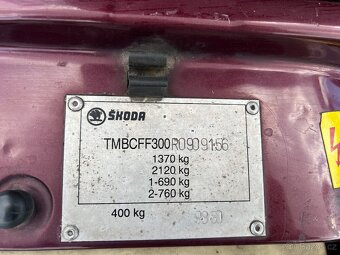 ŠKODA
TMBCFF300R0909156
1370 kg
2120 kg
1-690 kg
2-760 kg
400 kg